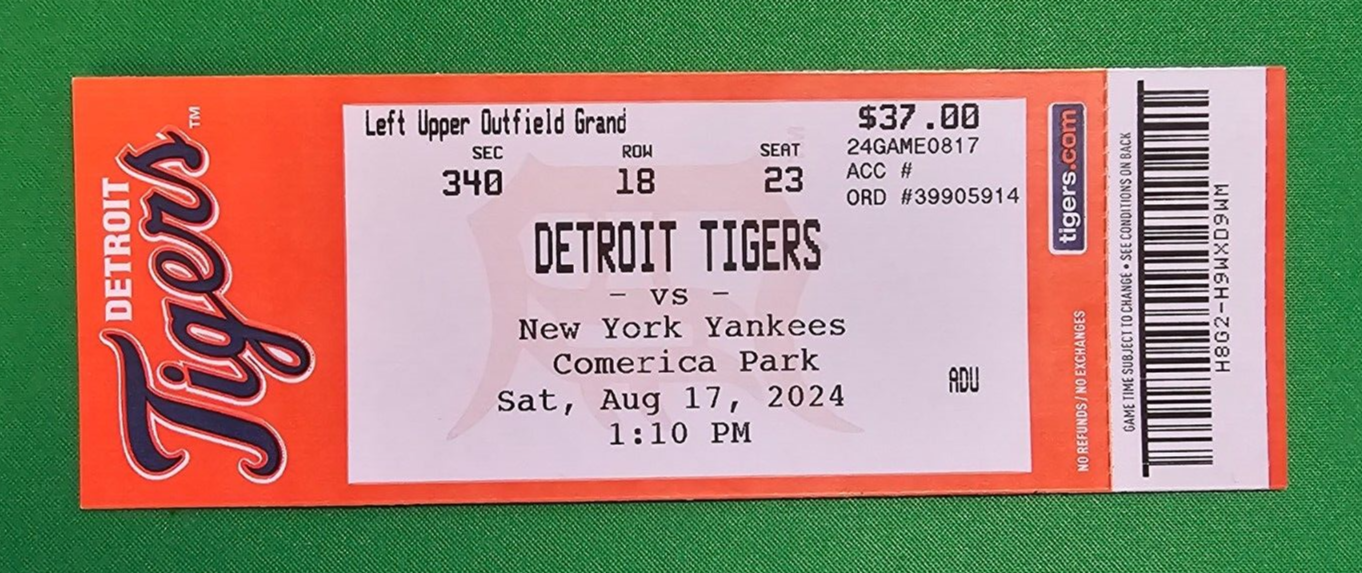 DETROIT
Tigers™
Left Upper Outfield Grand
SEC ROW SEAT
340 18 23
$37.00
24GAME0817
ACC #
ORD #39905914
DETROIT TIGERS
- vs -
New York Yankees
Comerica Park
Sat, Aug 17, 2024
1:10 PM
ADU
tigers.com
NO REFUNDS / NO EXCHANGES
GAME TIME SUBJECT TO CHANGE • SEE CONDITIONS ON BACK
H8G2-H9WXD9WM